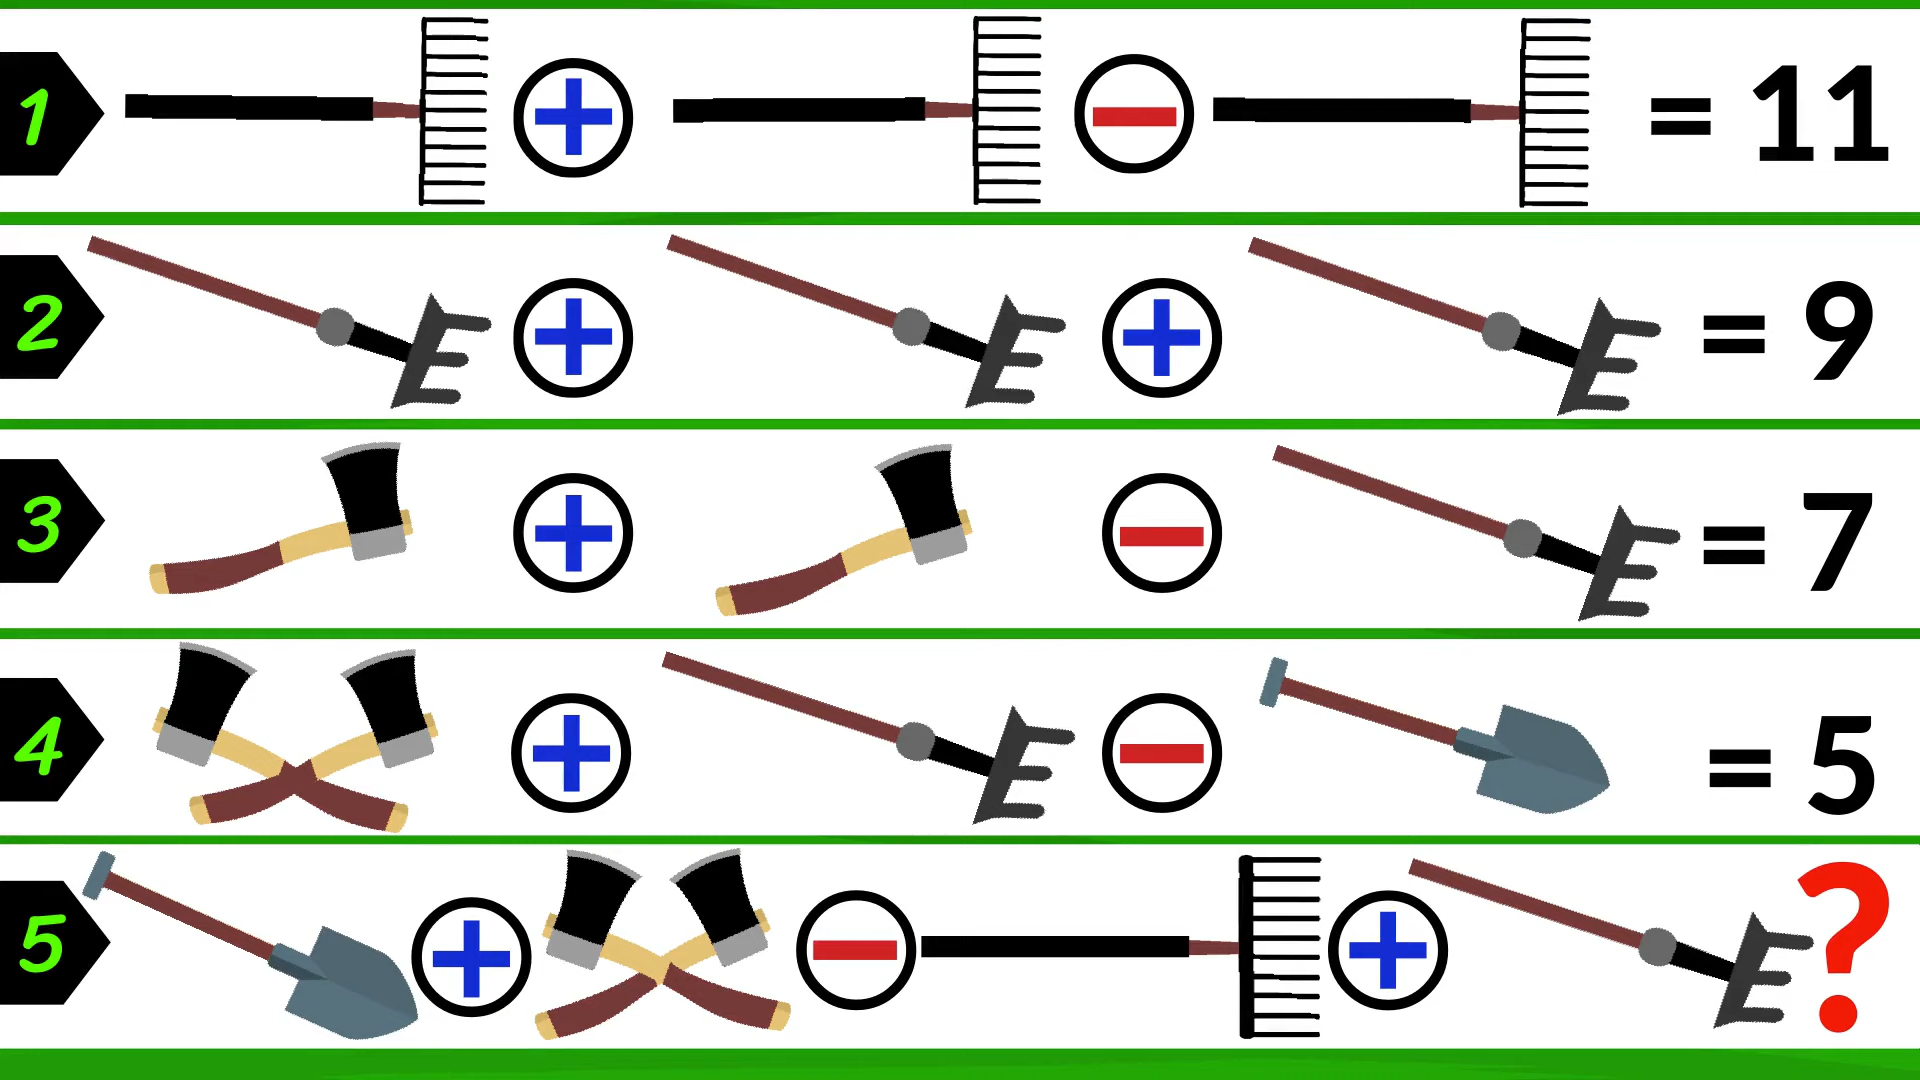 1 + + - = 11
2 + + = 9
3 + - = 7
4 + - = 5
5 + - + ?